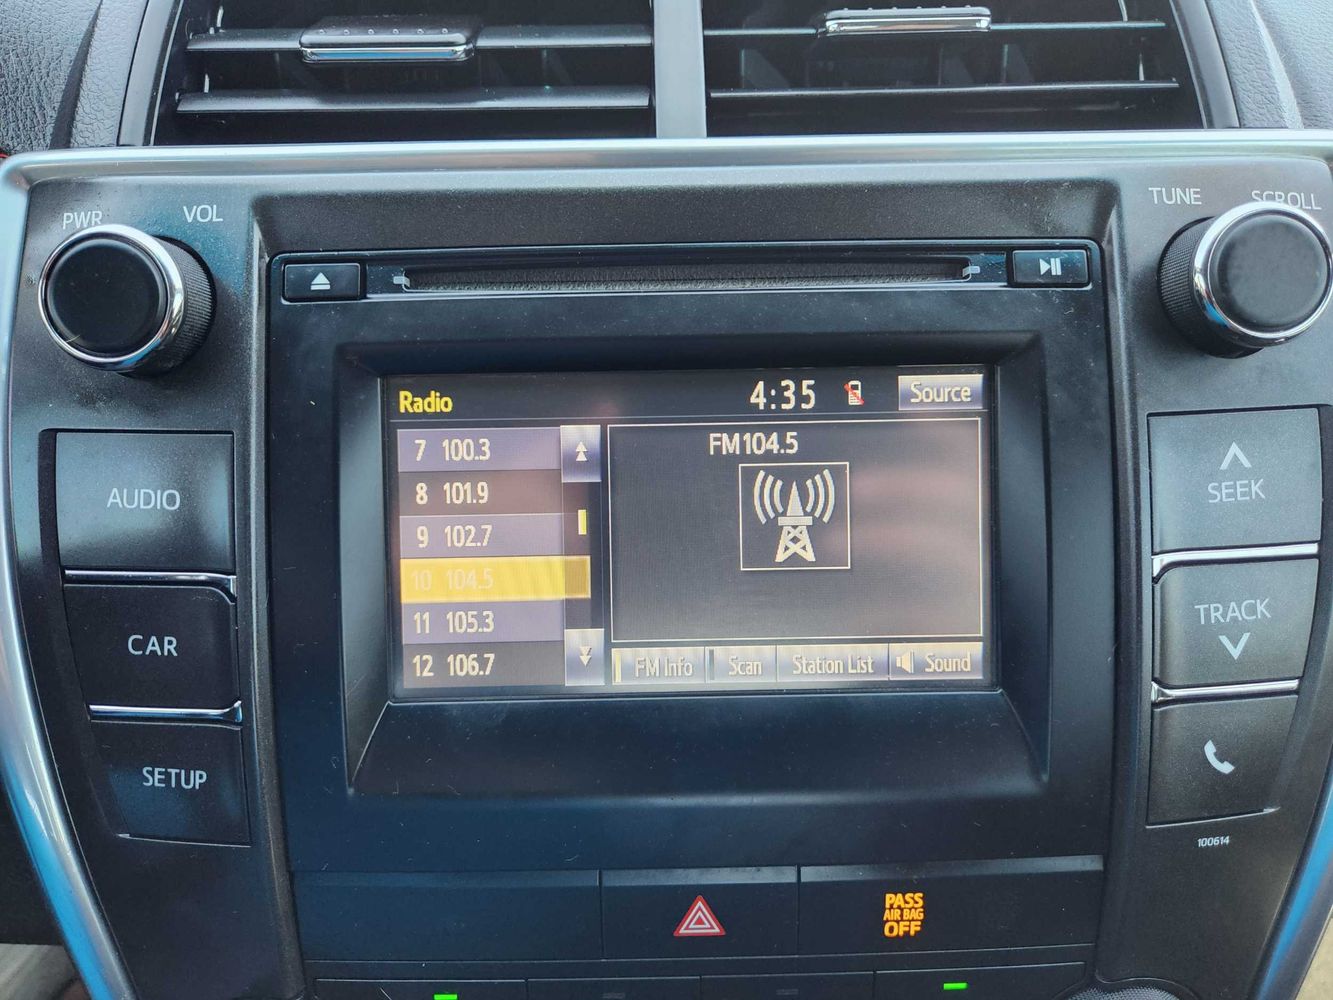 PWR VOL
TUNE SCROLL
Radio 4:35 Source
7 100.3
8 101.9
9 102.7
10 104.5
11 105.3
12 106.7
FM104.5
FM Info Scan Station List Sound
AUDIO
CAR
SETUP
SEEK
TRACK
100614
PASS
AIR BAG
OFF